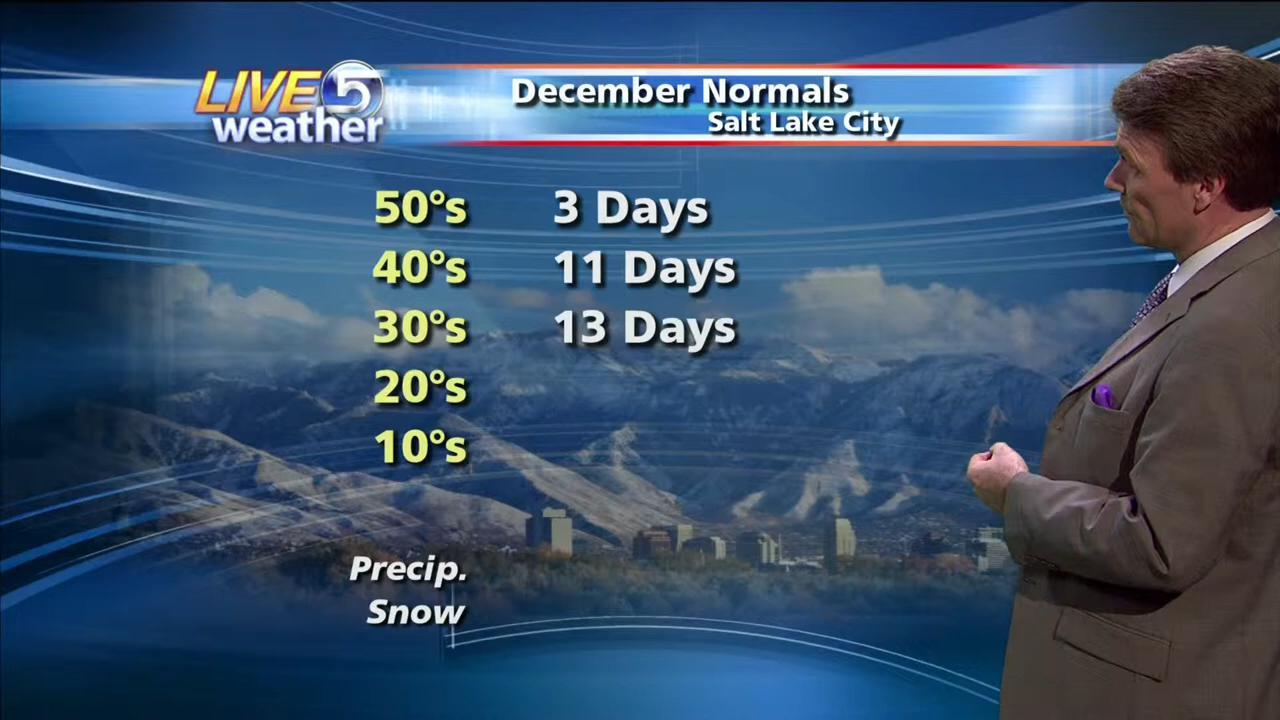 LIVE 5
weather
December Normals
Salt Lake City
50°s 3 Days
40°s 11 Days
30°s 13 Days
20°s
10°s
Precip.
Snow